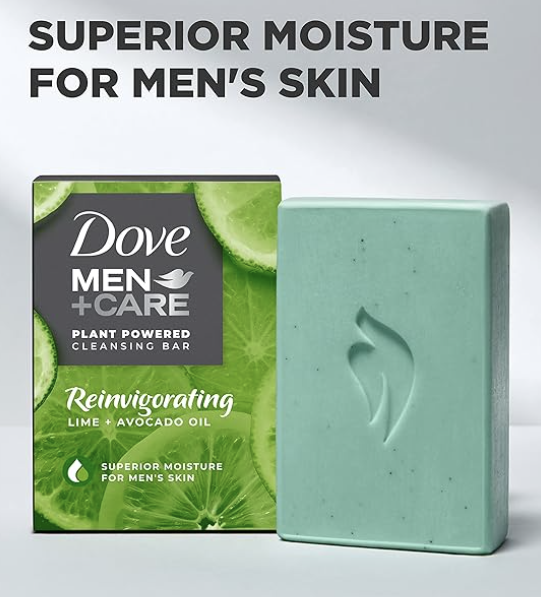 SUPERIOR MOISTURE
FOR MEN'S SKIN
Dove
MEN
+CARE
PLANT POWERED
CLEANSING BAR
Reinvigorating
LIME + AVOCADO OIL
SUPERIOR MOISTURE
FOR MEN'S SKIN